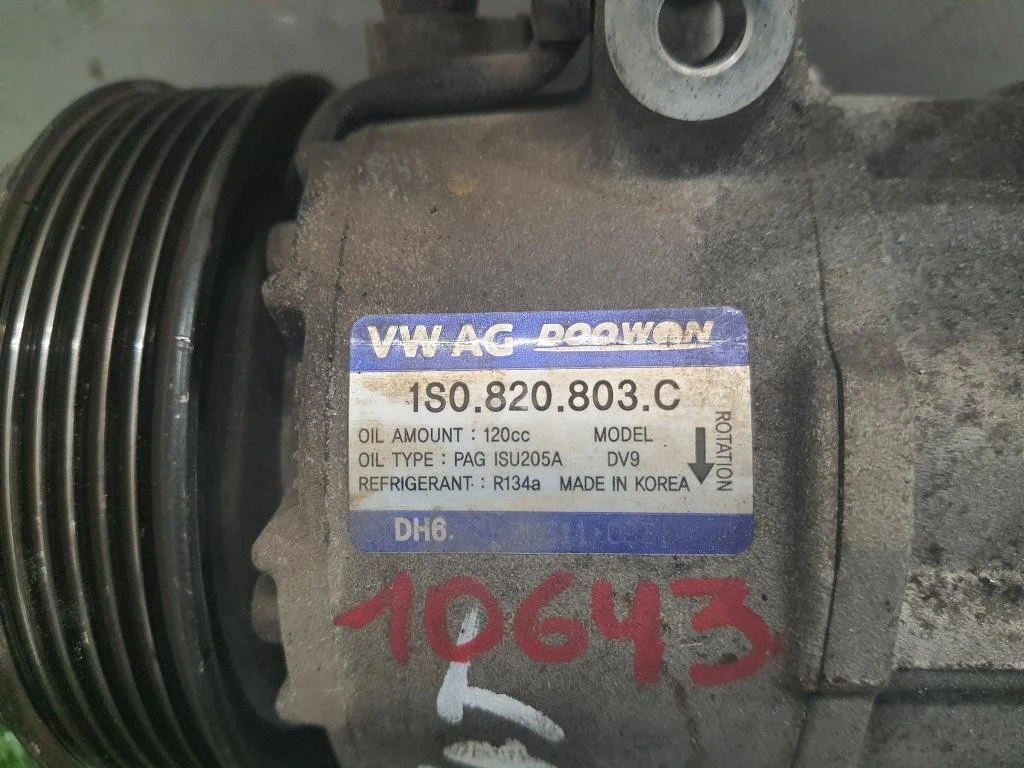 VW AG DOOWON
1S0.820.803.C
OIL AMOUNT : 120cc MODEL
OIL TYPE : PAG ISU205A DV9
REFRIGERANT : R134a MADE IN KOREA
ROTATION
DH6.
10643